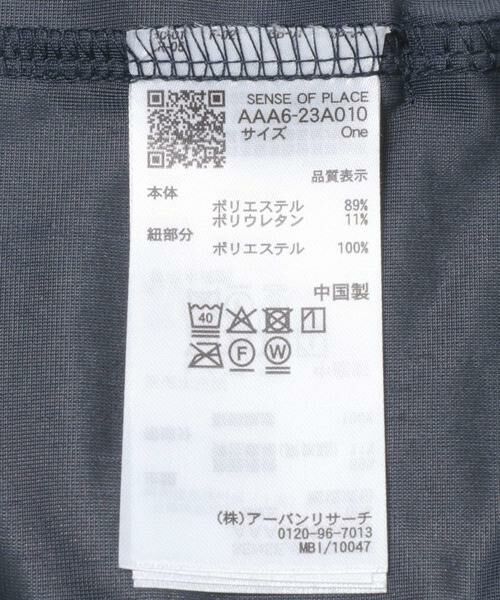 SENSE OF PLACE
AAA6-23A010
サイズ One
品質表示
本体
ポリエステル 89%
ポリウレタン 11%
紐部分
ポリエステル 100%
中国製
40
F W
(株)アーバンリサーチ
0120-96-7013
MBI/10047